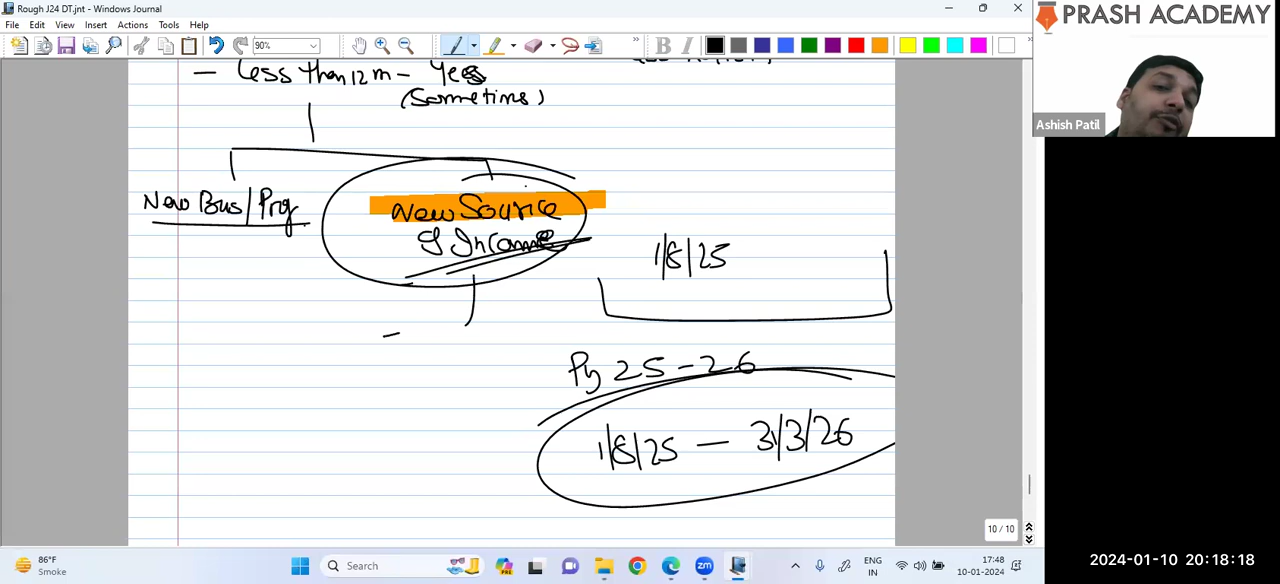 Rough J24 DT.jnt - Windows Journal
File Edit View Insert Actions Tools Help
90%
PRASH ACADEMY
Ashish Patil
– Less than 12 m – Yes
(Sometims)
New Bus/Prof
New Source
of Income
1/8/25
Py 25-26
1/8/25 — 31/3/26
10 / 10
86°F
Smoke
Search
ENG
IN
17:48
10-01-2024
2024-01-10 20:18:18